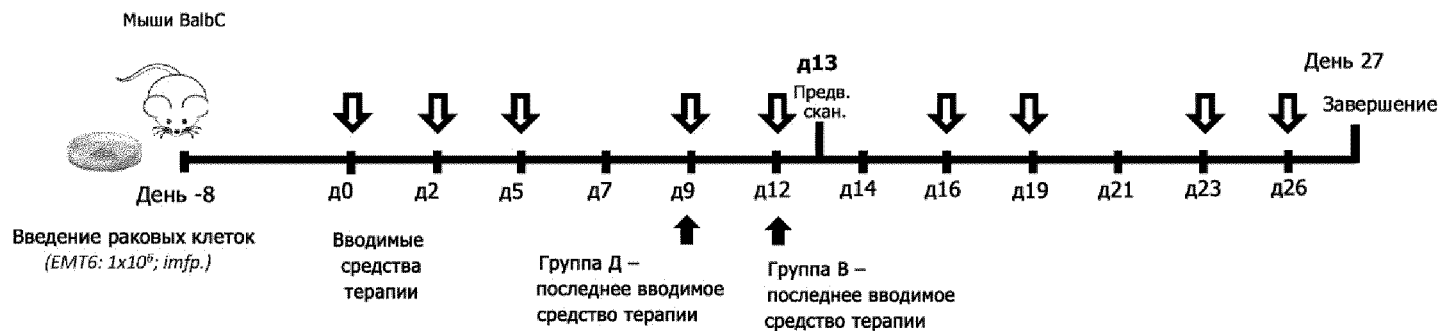 Мыши BalbC
д13
Предв.
скан.
День 27
Завершение
День -8
д0
д2
д5
д7
д9
д12
д14
д16
д19
д21
д23
д26
Введение раковых клеток
(EMT6: 1x10⁶; imfp.)
Вводимые
средства
терапии
Группа Д –
последнее вводимое
средство терапии
Группа В –
последнее вводимое
средство терапии